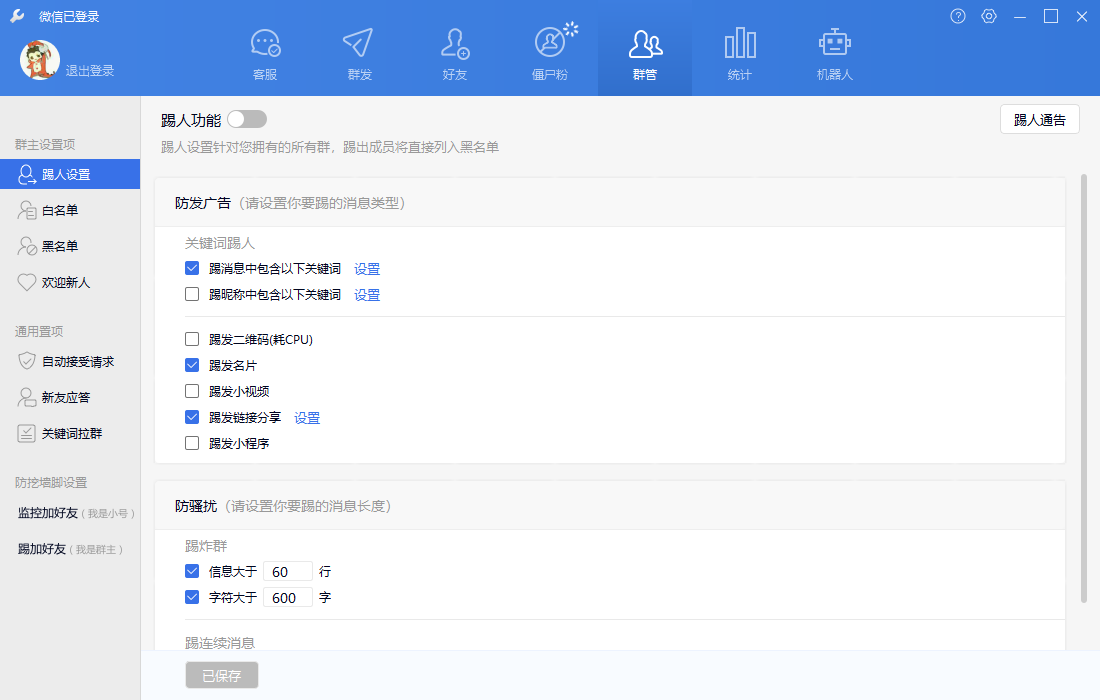 微信已登录
退出登录
客服
群发
好友
僵尸粉
群管
统计
机器人
群主设置项
踢人设置
白名单
黑名单
欢迎新人
通用置项
自动接受请求
新友应答
关键词拉群
防挖墙脚设置
监控加好友（我是小号）
踢加好友（我是群主）
踢人功能
踢人通告
踢人设置针对您拥有的所有群，踢出成员将直接列入黑名单
防发广告（请设置你要踢的消息类型）
关键词踢人
踢消息中包含以下关键词 设置
踢昵称中包含以下关键词 设置
踢发二维码(耗CPU)
踢发名片
踢发小视频
踢发链接分享 设置
踢发小程序
防骚扰（请设置你要踢的消息长度）
踢炸群
信息大于 60 行
字符大于 600 字
踢连续消息
已保存